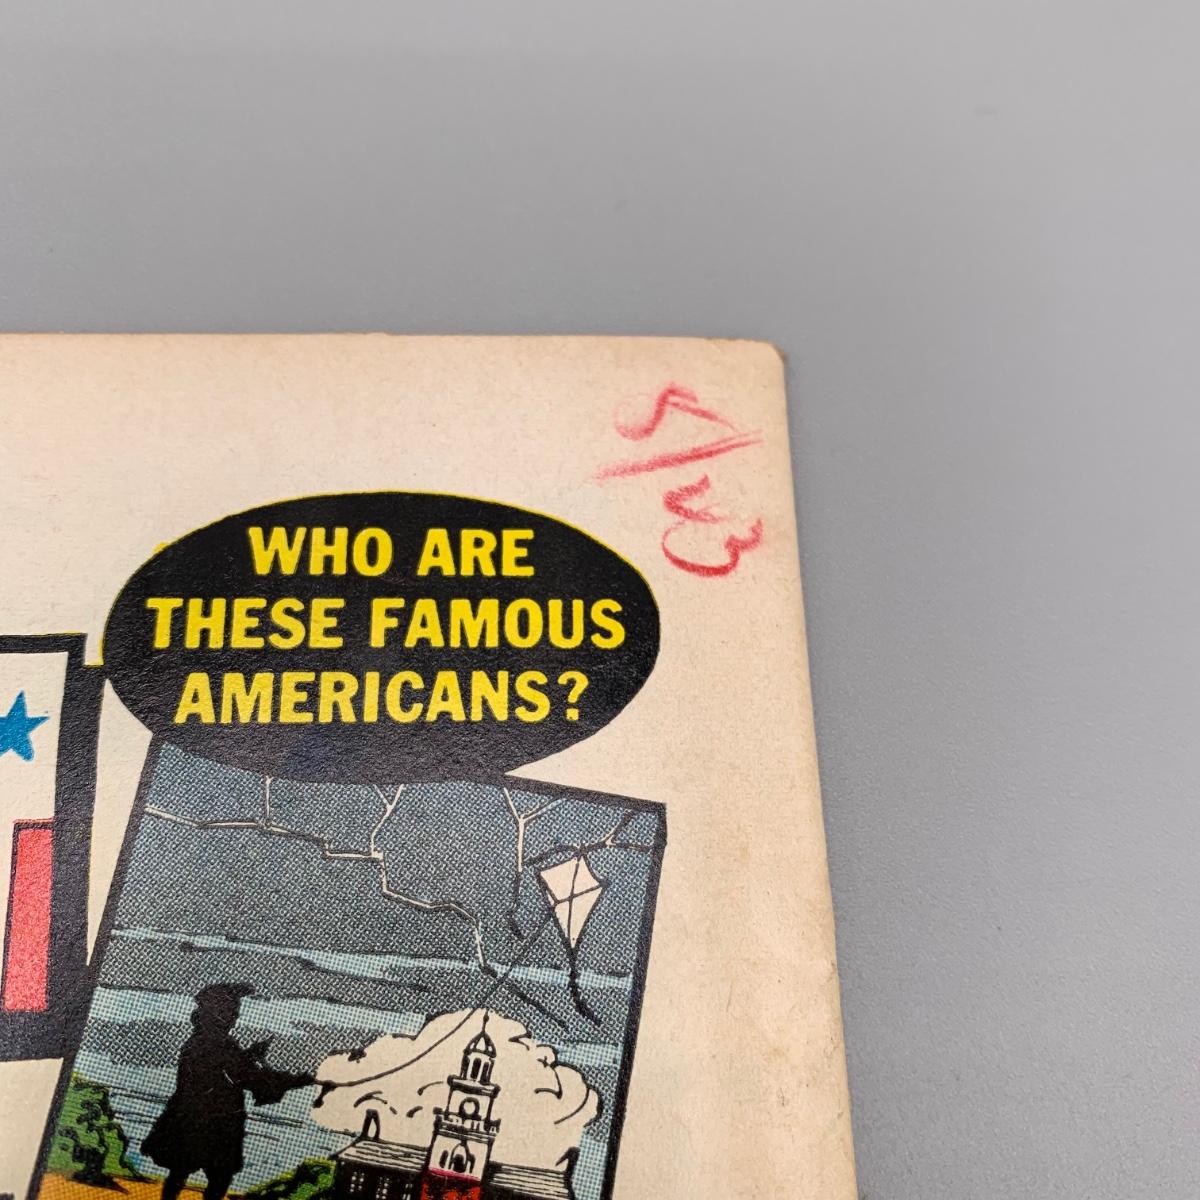 WHO ARE
THESE FAMOUS
AMERICANS?